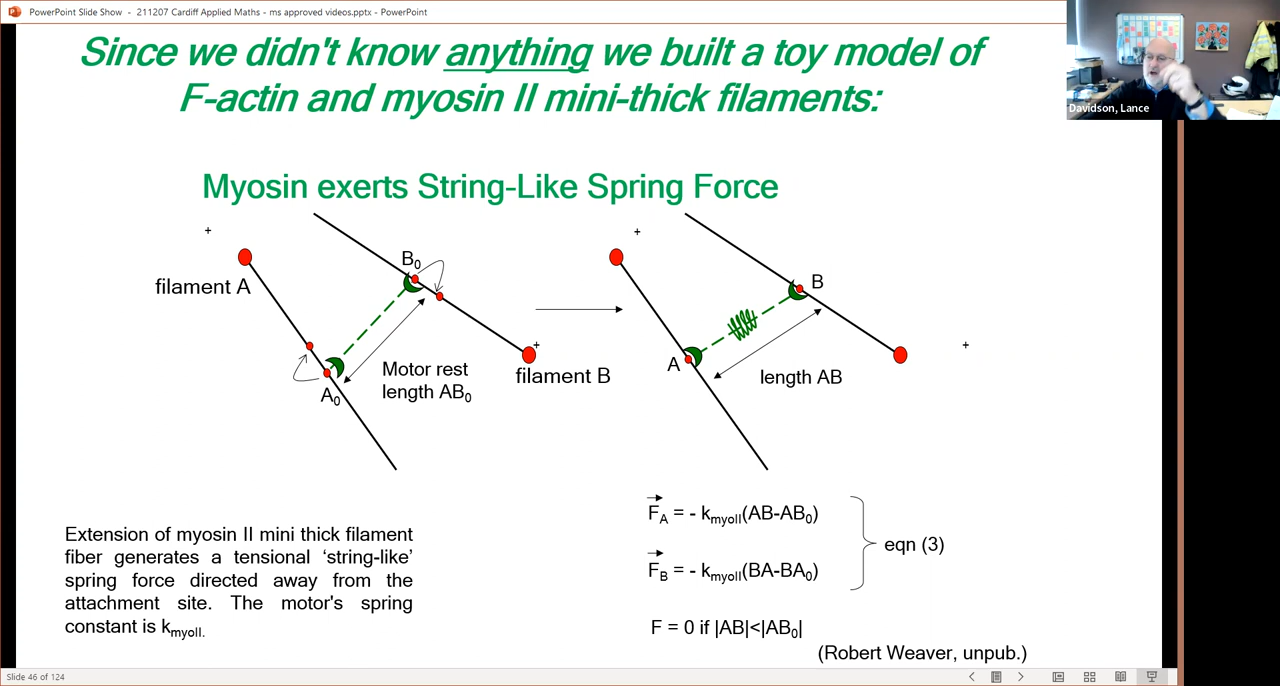 PowerPoint Slide Show - 211207 Cardiff Applied Maths - ms approved videos.pptx - PowerPoint
Since we didn't know anything we built a toy model of
F-actin and myosin II mini-thick filaments:
Davidson, Lance
Myosin exerts String-Like Spring Force
+
filament A
B₀
+
Motor rest
length AB₀
A₀
filament B
+
B
A
length AB
+
Extension of myosin II mini thick filament
fiber generates a tensional ‘string-like’
spring force directed away from the
attachment site. The motor's spring
constant is kmyoII.
F⃗A = - kmyoII(AB-AB₀)
F⃗B = - kmyoII(BA-BA₀)
eqn (3)
F = 0 if |AB|<|AB₀|
(Robert Weaver, unpub.)
Slide 46 of 124